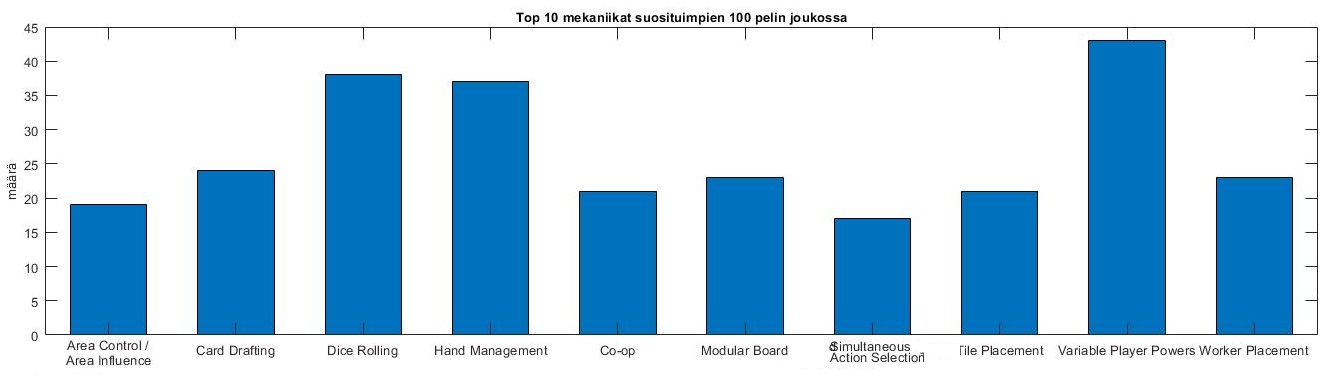 Top 10 mekaniikat suosituimpien 100 pelin joukossa
45
40
35
30
25
20
15
10
5
0
määrä
Area Control /
Area Influence
Card Drafting
Dice Rolling
Hand Management
Co-op
Modular Board
Simultaneous
Action Selection
Tile Placement
Variable Player Powers
Worker Placement